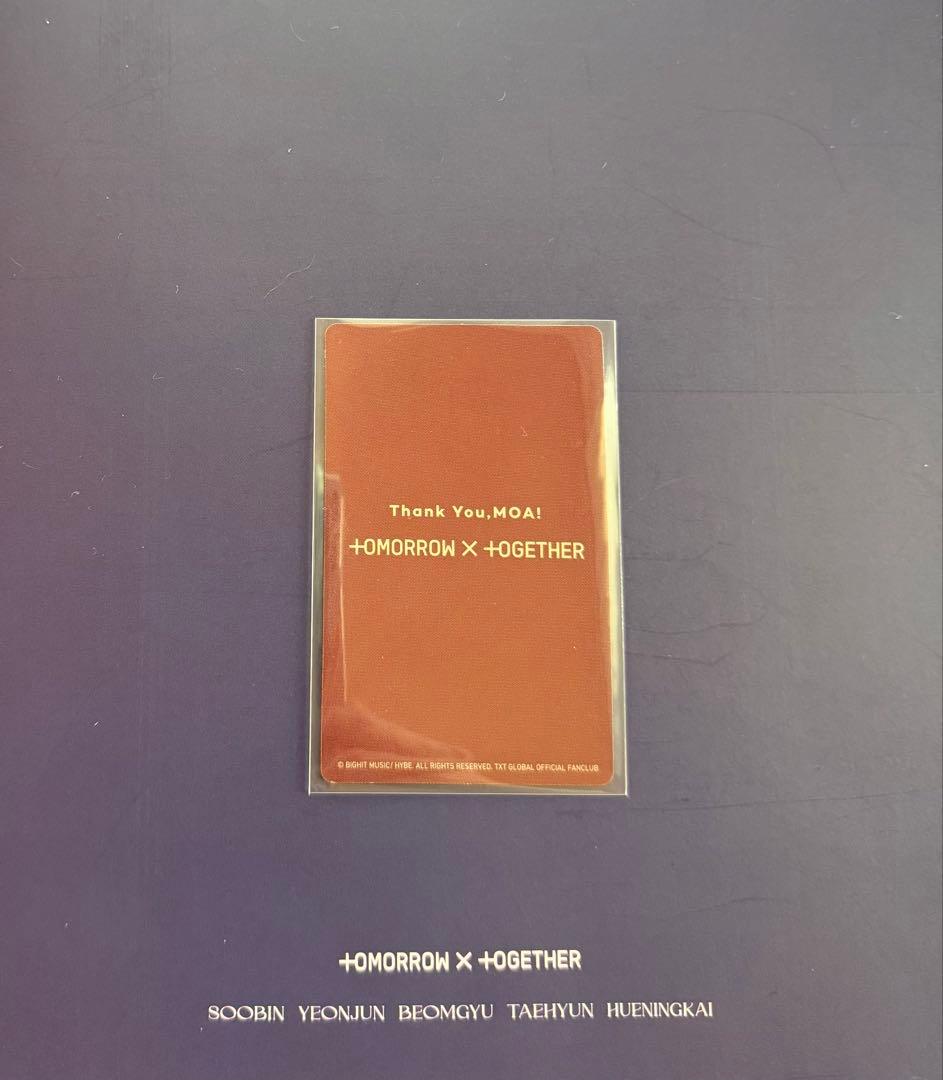 Thank You,MOA!
TOMORROW X TOGETHER
© BIGHIT MUSIC/ HYBE. ALL RIGHTS RESERVED. TXT GLOBAL OFFICIAL FANCLUB
TOMORROW X TOGETHER
SOOBIN YEONJUN BEOMGYU TAEHYUN HUENINGKAI